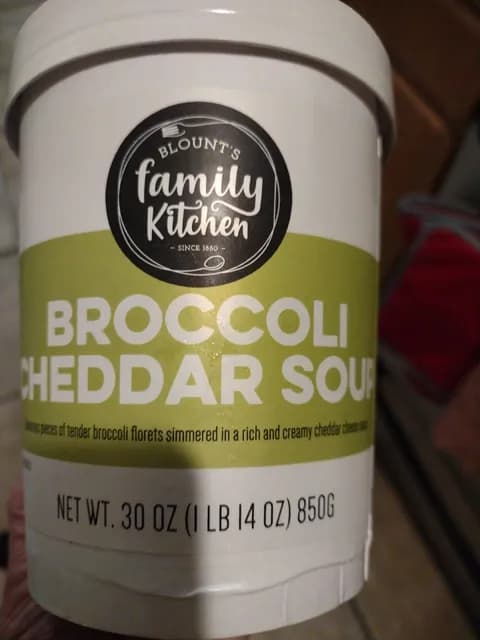 BLOUNT'S
family
Kitchen
- SINCE 1880 -
BROCCOLI
CHEDDAR SOUP
pieces of tender broccoli florets simmered in a rich and creamy cheddar cheese
NET WT. 30 OZ (1 LB 14 OZ) 850G